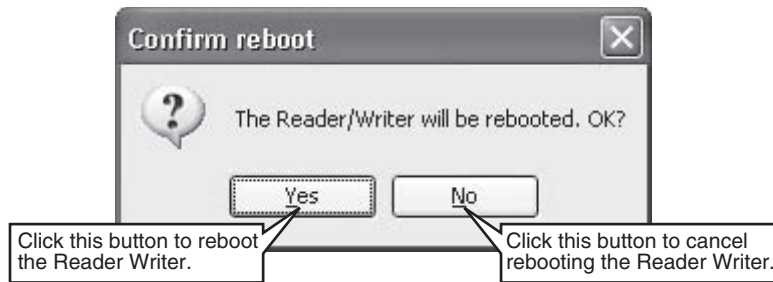 Confirm reboot
The Reader/Writer will be rebooted. OK?
Yes
No
Click this button to reboot
the Reader Writer.
Click this button to cancel
rebooting the Reader Writer.